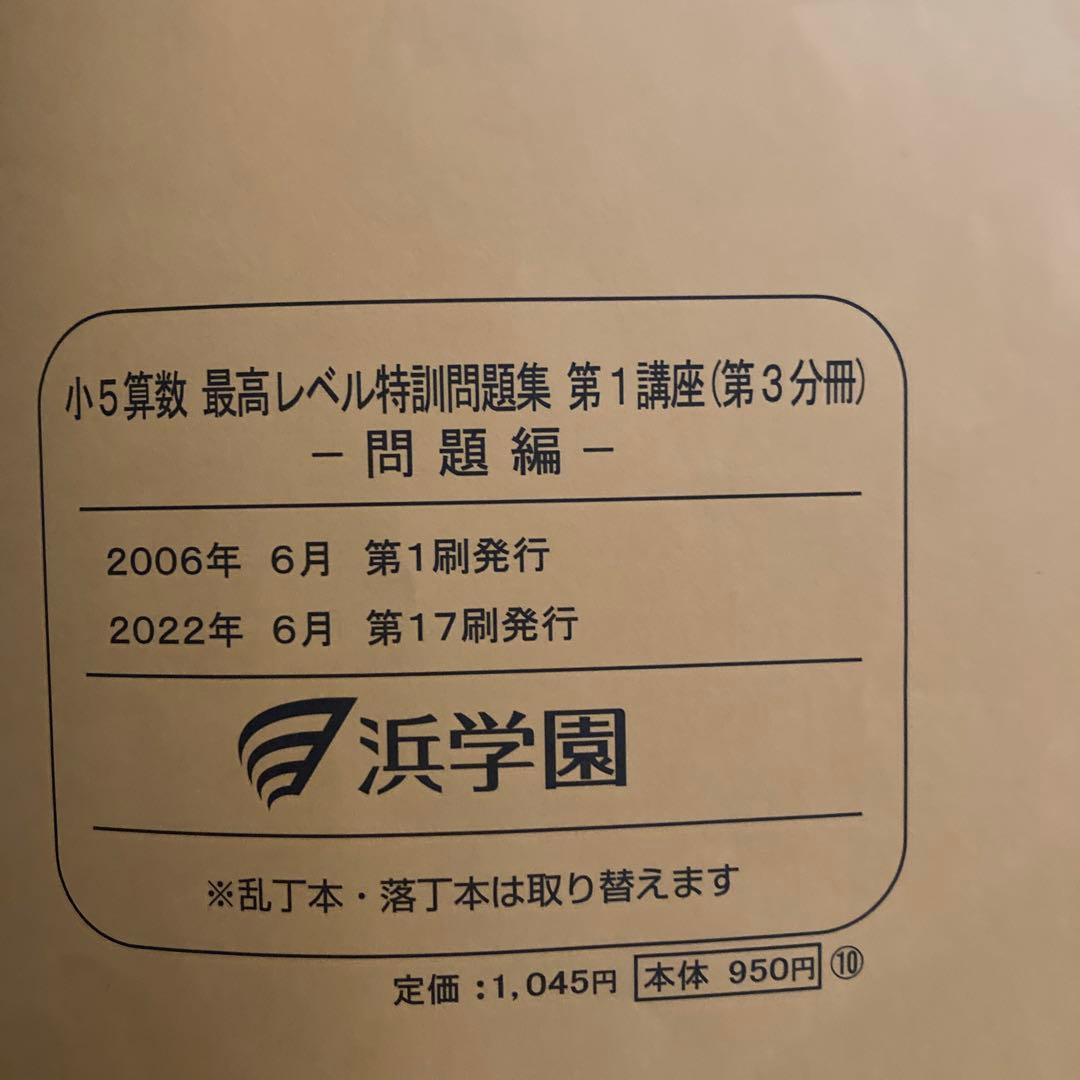 小5算数 最高レベル特訓問題集 第1講座(第3分冊)
－問題編－
2006年 6月 第1刷発行
2022年 6月 第17刷発行
浜学園
※乱丁本・落丁本は取り替えます
定価:1,045円 本体 950円 ⑩